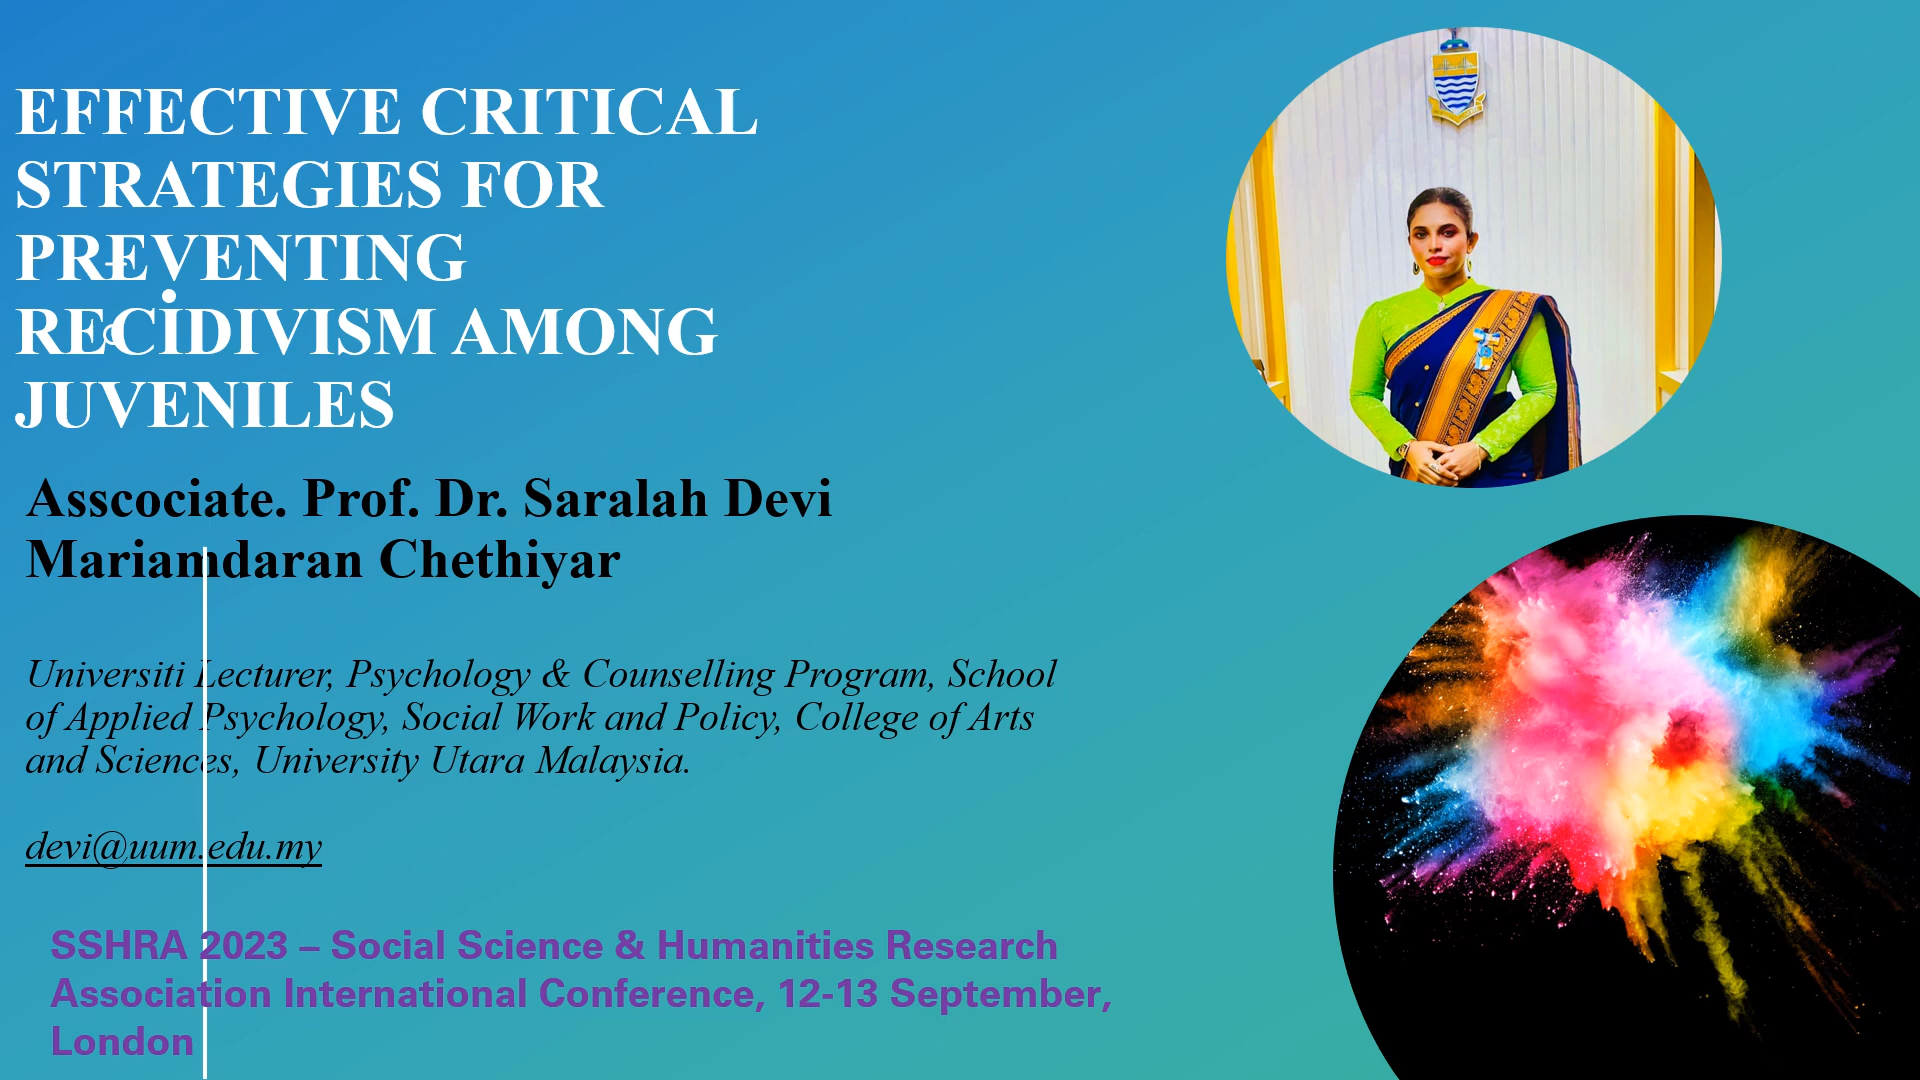 EFFECTIVE CRITICAL
STRATEGIES FOR
PREVENTING
RECIDIVISM AMONG
JUVENILES
Asscociate. Prof. Dr. Saralah Devi
Mariamdaran Chethiyar
Universiti Lecturer, Psychology & Counselling Program, School
of Applied Psychology, Social Work and Policy, College of Arts
and Sciences, University Utara Malaysia.
devi@uum.edu.my
SSHRA 2023 – Social Science & Humanities Research
Association International Conference, 12-13 September,
London